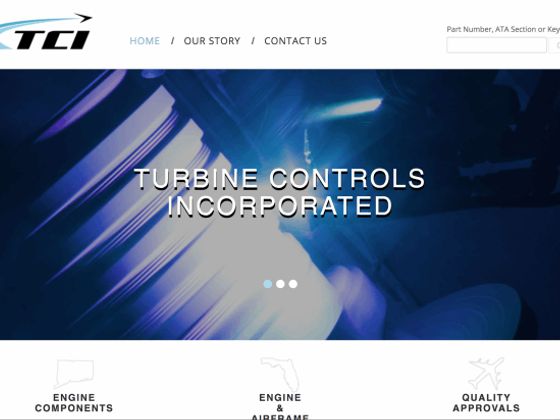 TCI
HOME / OUR STORY / CONTACT US
Part Number, ATA Section or Key
TURBINE CONTROLS
INCORPORATED
ENGINE
COMPONENTS
ENGINE
&
AIRFRAME
QUALITY
APPROVALS